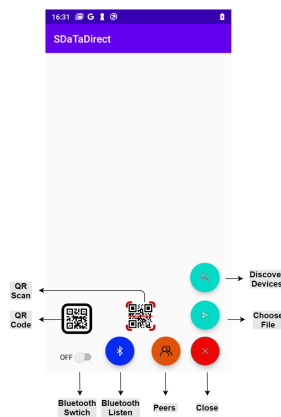 16:31 G
SDaTaDirect
Discover
Devices
QR
Scan
QR
Code
Choose
File
OFF
Bluetooth
Swtich
Bluetooth
Listen
Peers
Close